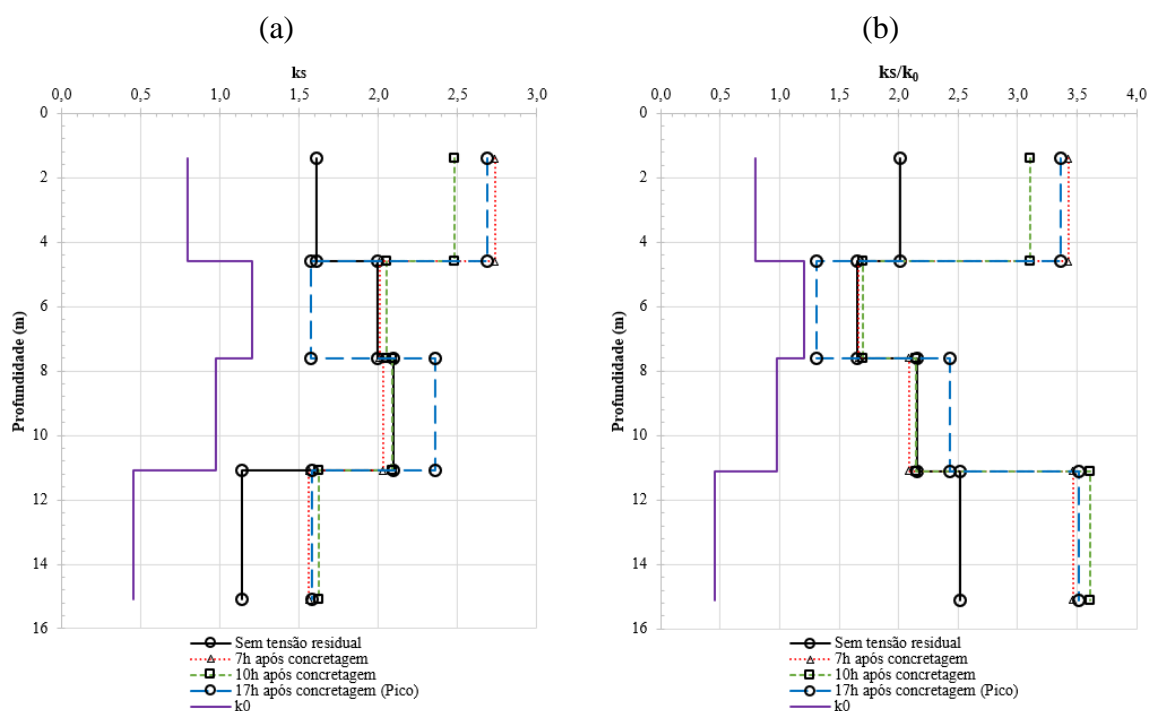 (a)
ks
0,0 0,5 1,0 1,5 2,0 2,5 3,0
0
2
4
6
8
10
12
14
16
Profundidade (m)
Sem tensão residual
7h após concretagem
10h após concretagem
17h após concretagem (Pico)
k0
(b)
ks/k₀
0,0 0,5 1,0 1,5 2,0 2,5 3,0 3,5 4,0
0
2
4
6
8
10
12
14
16
Profundidade (m)
Sem tensão residual
7h após concretagem
10h após concretagem
17h após concretagem (Pico)
k0